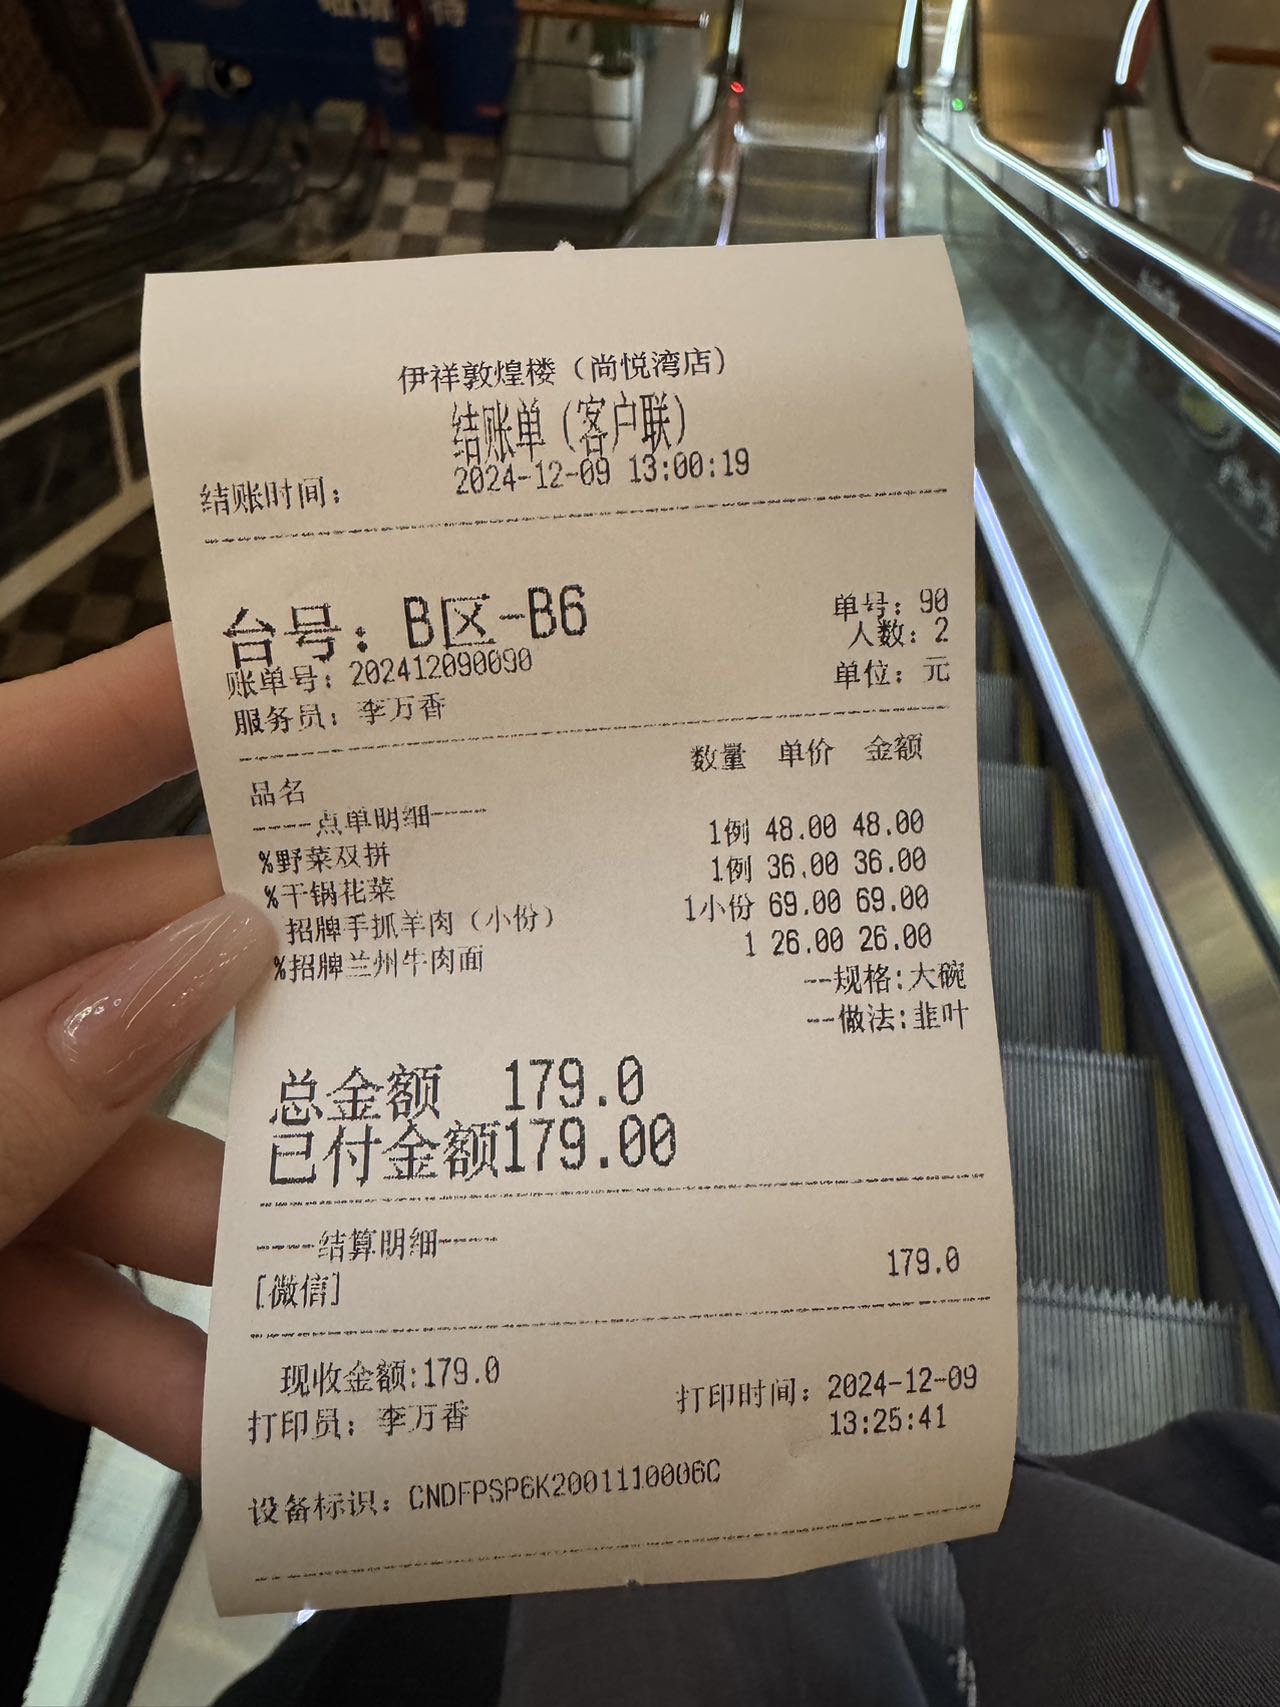 伊祥敦煌楼（尚悦湾店）
结账单（客户联）
结账时间： 2024-12-09 13:00:19
台号：B区-B6
单号：90
人数：2
账单号：202412090090
单位：元
服务员：李万香
品名 数量 单价 金额
----点单明细----
%野菜双拼 1例 48.00 48.00
%干锅花菜 1例 36.00 36.00
招牌手抓羊肉（小份） 1小份 69.00 69.00
%招牌兰州牛肉面 1 26.00 26.00
--规格:大碗
--做法:韭叶
总金额 179.0
已付金额179.00
----结算明细----
[微信] 179.0
现收金额:179.0
打印员：李万香 打印时间：2024-12-09
13:25:41
设备标识：CNDFPSP6K2001110006C